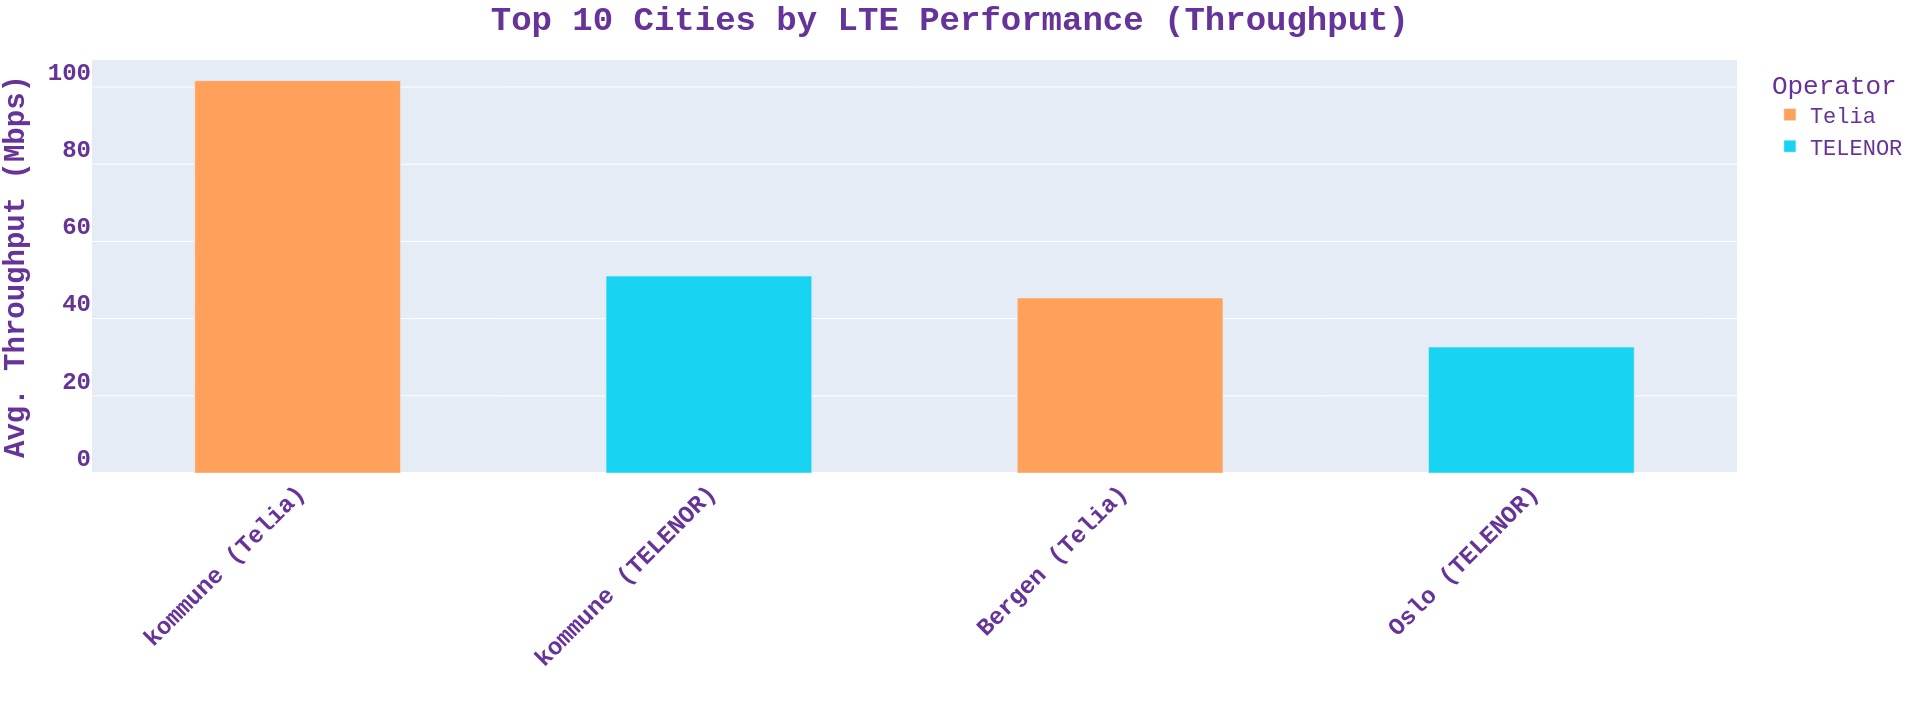 Top 10 Cities by LTE Performance (Throughput)
Avg. Throughput (Mbps)
100
80
60
40
20
0
kommune (Telia)
kommune (TELENOR)
Bergen (Telia)
Oslo (TELENOR)
Operator
Telia
TELENOR